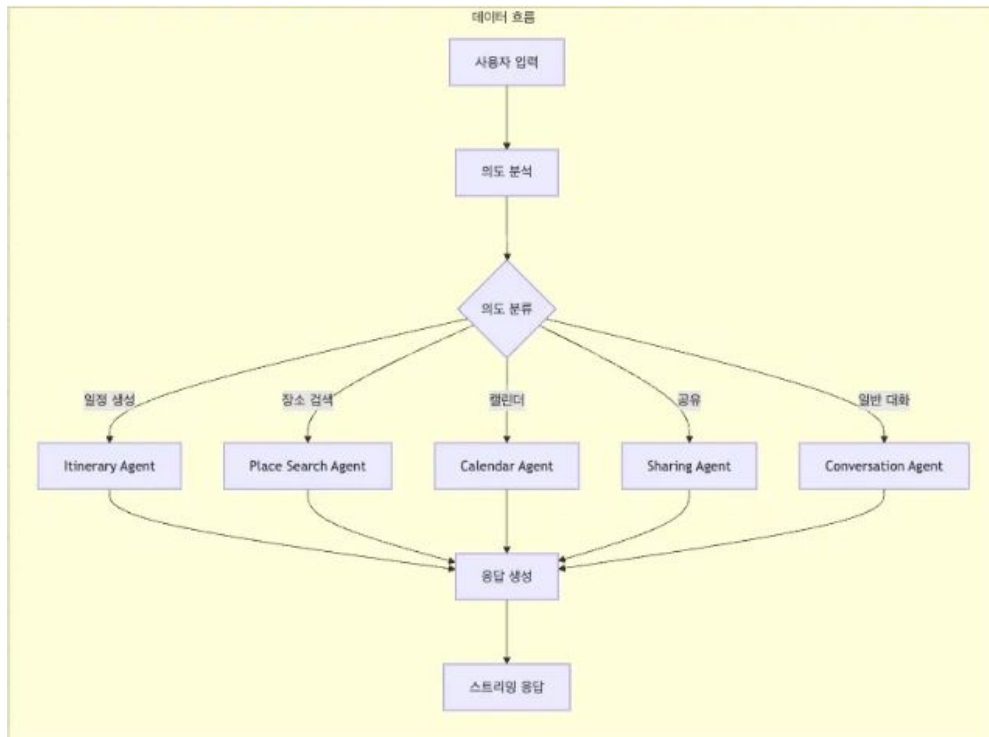 데이터 흐름
사용자 입력
의도 분석
의도 분류
일정 생성
장소 검색
캘린더
공유
일반 대화
Itinerary Agent
Place Search Agent
Calendar Agent
Sharing Agent
Conversation Agent
응답 생성
스트리밍 응답